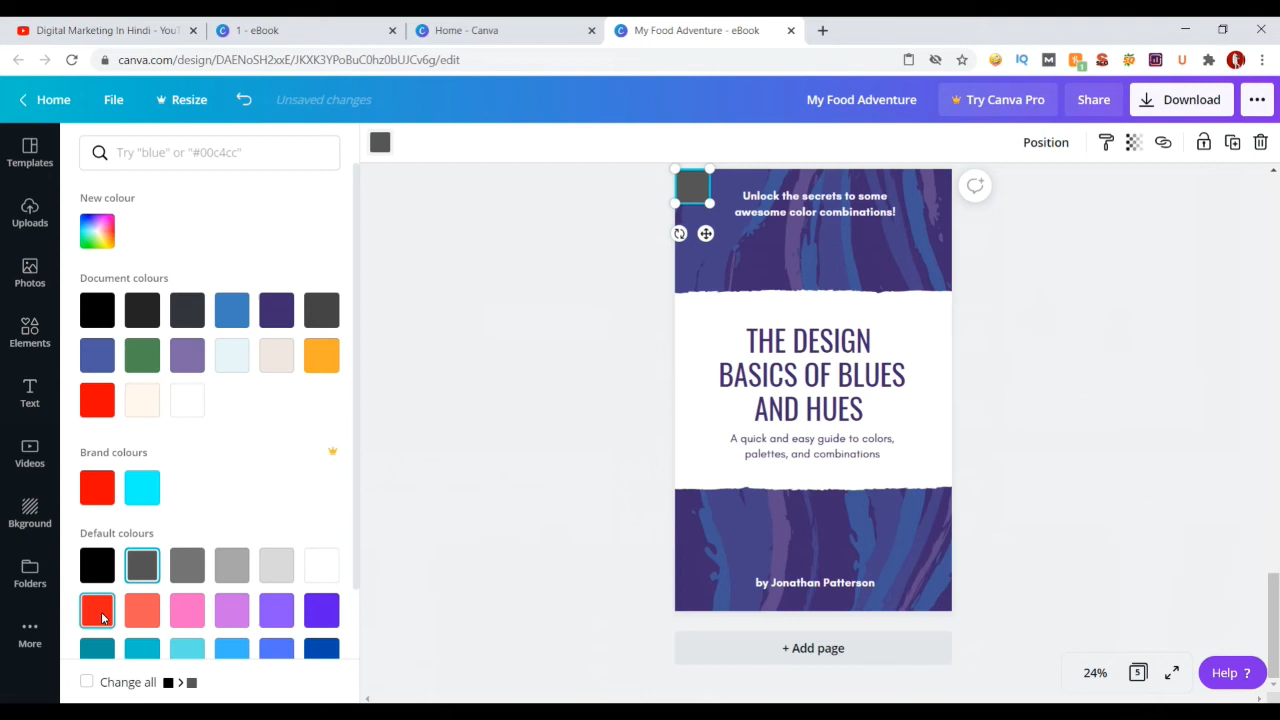 Digital Marketing In Hindi - YouT
1 - eBook
Home - Canva
My Food Adventure - eBook
canva.com/design/DAENoSH2xxE/JKXK3YPoBuC0hz0bUJCv6g/edit
Home
File
Resize
Unsaved changes
My Food Adventure
Try Canva Pro
Share
Download
Try "blue" or "#00c4cc"
Position
Templates
Uploads
Photos
Elements
Text
Videos
Bkground
Folders
More
New colour
Document colours
Brand colours
Default colours
Change all
Unlock the secrets to some
awesome color combinations!
THE DESIGN
BASICS OF BLUES
AND HUES
A quick and easy guide to colors,
palettes, and combinations
by Jonathan Patterson
+ Add page
24%
5
Help ?